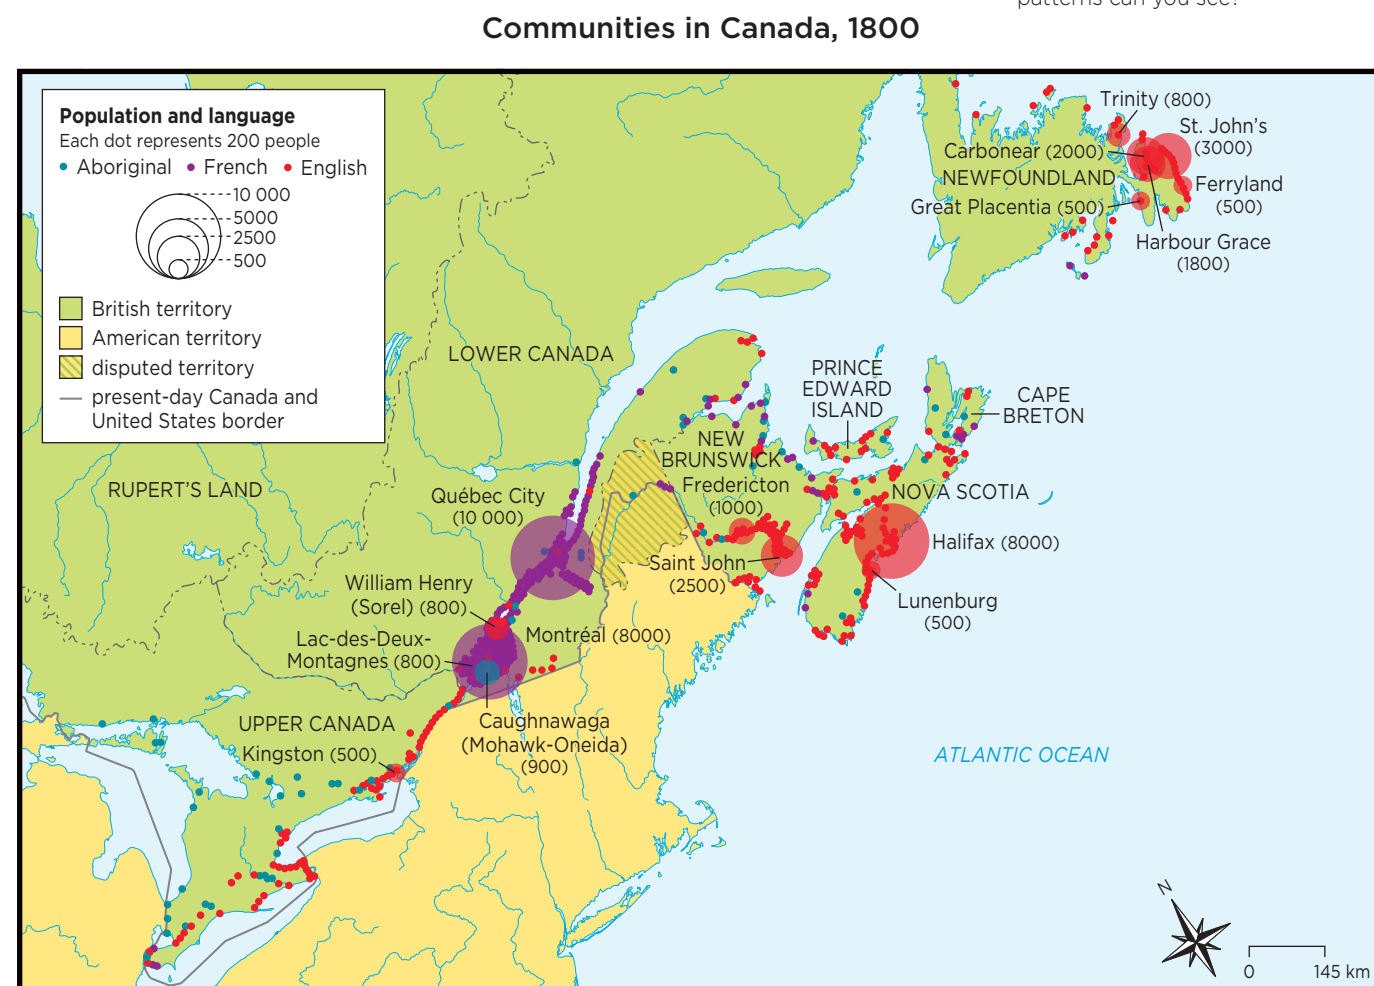 patterns can you see?
Communities in Canada, 1800
Population and language
Each dot represents 200 people
Aboriginal
French
English
10 000
5000
2500
500
British territory
American territory
disputed territory
present-day Canada and
United States border
Trinity (800)
St. John's
(3000)
Carbonear (2000)
NEWFOUNDLAND
Ferryland
(500)
Great Placentia (500)
Harbour Grace
(1800)
LOWER CANADA
PRINCE
EDWARD
ISLAND
CAPE
BRETON
NEW
BRUNSWICK
RUPERT'S LAND
Québec City
(10 000)
Fredericton
(1000)
NOVA SCOTIA
Halifax (8000)
Saint John
(2500)
William Henry
(Sorel) (800)
Lunenburg
(500)
Lac-des-Deux-
Montagnes (800)
Montréal (8000)
UPPER CANADA
Kingston (500)
Caughnawaga
(Mohawk-Oneida)
(900)
ATLANTIC OCEAN
N
0
145 km